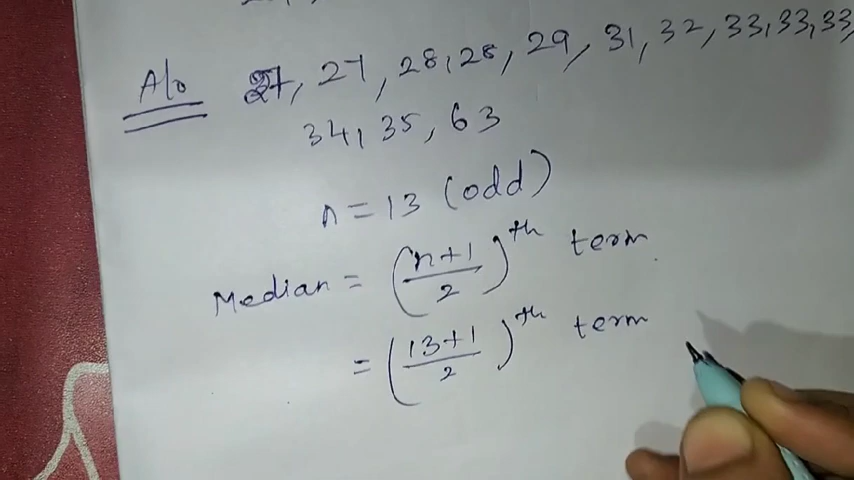 A/o 27, 27, 28, 28, 29, 31, 32, 33, 33, 33,
34, 35, 63
n = 13 (odd)
Median = (n+1/2)th term
= (13+1/2)th term